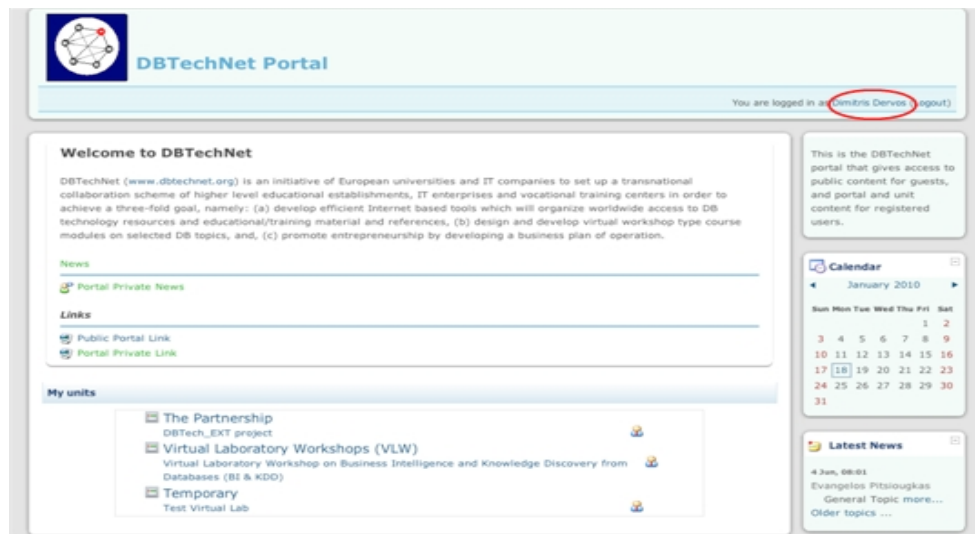 DBTechNet Portal
You are logged in as Dimitris Dervos (Logout)
Welcome to DBTechNet
DBTechNet (www.dbtechnet.org) is an initiative of European universities and IT companies to set up a transnational
collaboration scheme of higher level educational establishments, IT enterprises and vocational training centers in order to
achieve a three-fold goal, namely: (a) develop efficient Internet based tools which will organize worldwide access to DB
technology resources and educational/training material and references, (b) design and develop virtual workshop type course
modules on selected DB topics, and, (c) promote entrepreneurship by developing a business plan of operation.
News
Portal Private News
Links
Public Portal Link
Portal Private Link
My units
The Partnership
DBTech_EXT project
Virtual Laboratory Workshops (VLW)
Virtual Laboratory Workshop on Business Intelligence and Knowledge Discovery from
Databases (BI & KDD)
Temporary
Test Virtual Lab
This is the DBTechNet
portal that gives access to
public content for guests,
and portal and unit
content for registered
users.
Calendar
January 2010
Sun Mon Tue Wed Thu Fri Sat
1 2
3 4 5 6 7 8 9
10 11 12 13 14 15 16
17 18 19 20 21 22 23
24 25 26 27 28 29 30
31
Latest News
4 Jun, 08:01
Evangelos Pitsiougkas
General Topic more...
Older topics ...